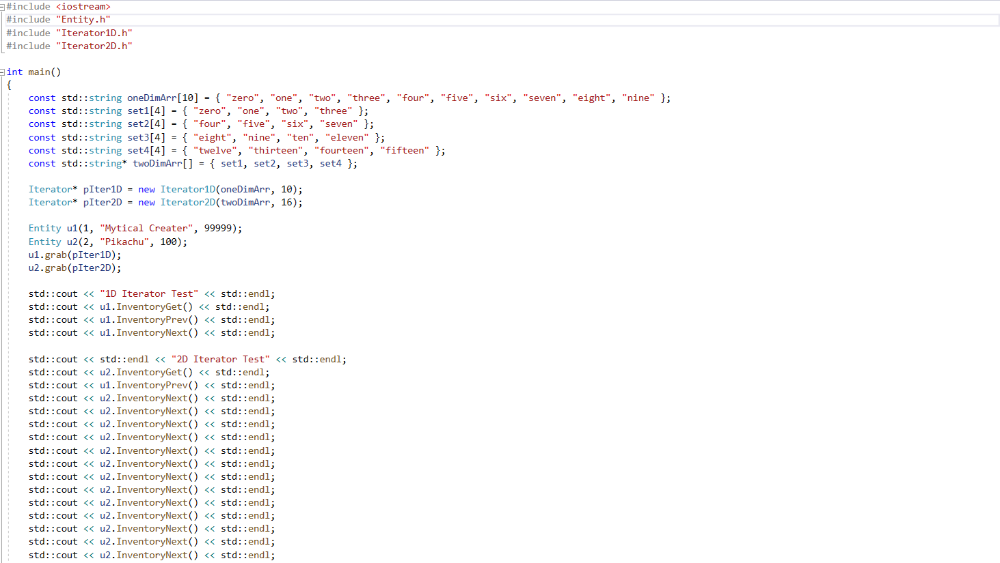 #include <iostream>
#include "Entity.h"
#include "Iterator1D.h"
#include "Iterator2D.h"
int main()
{
const std::string oneDimArr[10] = { "zero", "one", "two", "three", "four", "five", "six", "seven", "eight", "nine" };
const std::string set1[4] = { "zero", "one", "two", "three" };
const std::string set2[4] = { "four", "five", "six", "seven" };
const std::string set3[4] = { "eight", "nine", "ten", "eleven" };
const std::string set4[4] = { "twelve", "thirteen", "fourteen", "fifteen" };
const std::string* twoDimArr[] = { set1, set2, set3, set4 };
Iterator* pIter1D = new Iterator1D(oneDimArr, 10);
Iterator* pIter2D = new Iterator2D(twoDimArr, 16);
Entity u1(1, "Mytical Creater", 99999);
Entity u2(2, "Pikachu", 100);
u1.grab(pIter1D);
u2.grab(pIter2D);
std::cout << "1D Iterator Test" << std::endl;
std::cout << u1.InventoryGet() << std::endl;
std::cout << u1.InventoryPrev() << std::endl;
std::cout << u1.InventoryNext() << std::endl;
std::cout << std::endl << "2D Iterator Test" << std::endl;
std::cout << u2.InventoryGet() << std::endl;
std::cout << u1.InventoryPrev() << std::endl;
std::cout << u2.InventoryNext() << std::endl;
std::cout << u2.InventoryNext() << std::endl;
std::cout << u2.InventoryNext() << std::endl;
std::cout << u2.InventoryNext() << std::endl;
std::cout << u2.InventoryNext() << std::endl;
std::cout << u2.InventoryNext() << std::endl;
std::cout << u2.InventoryNext() << std::endl;
std::cout << u2.InventoryNext() << std::endl;
std::cout << u2.InventoryNext() << std::endl;
std::cout << u2.InventoryNext() << std::endl;
std::cout << u2.InventoryNext() << std::endl;
std::cout << u2.InventoryNext() << std::endl;
std::cout << u2.InventoryNext() << std::endl;